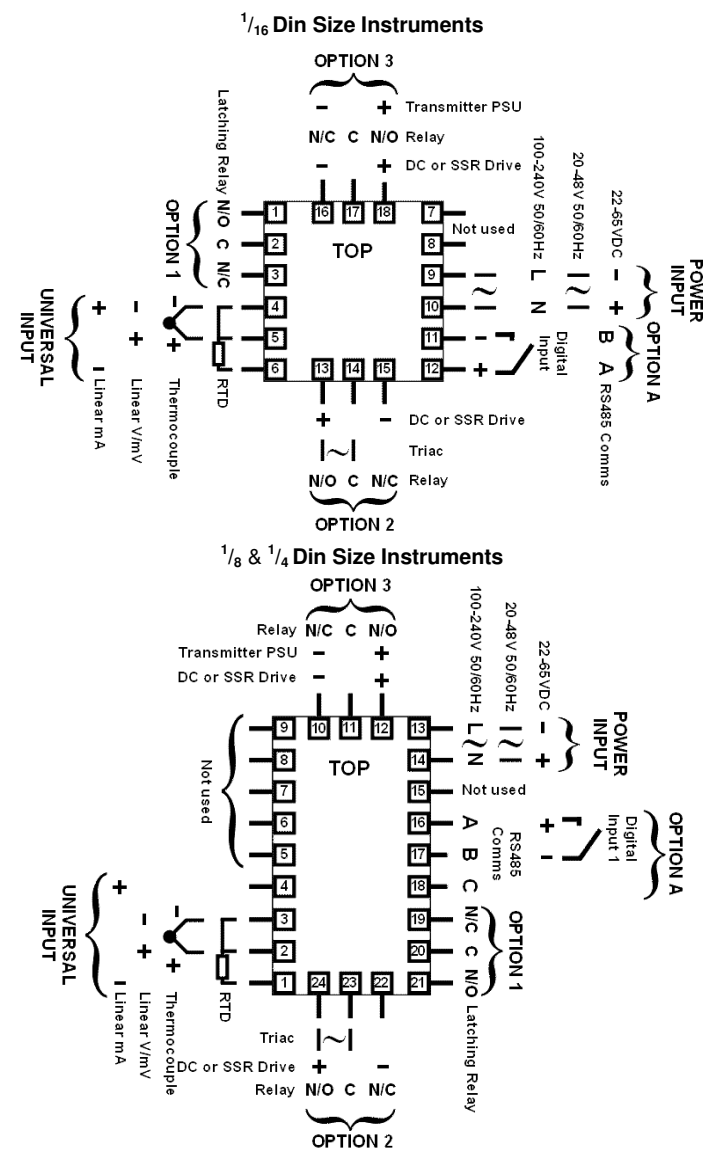 1/16 Din Size Instruments
OPTION 3
– + Transmitter PSU
N/C C N/O Relay
– + DC or SSR Drive
Latching Relay N/O C N/C
OPTION 1
16 17 18
1 2 3 4 5 6
TOP
7 8 9 10 11 12
13 14 15
Not used
100-240V 50/60Hz L N
20-48V 50/60Hz
22-65VDC – +
POWER INPUT
– +
Digital Input
B A RS485 Comms
OPTION A
UNIVERSAL INPUT
+ – Linear mA
– + Linear V/mV
– + Thermocouple
RTD
+ – DC or SSR Drive
|~| Triac
N/O C N/C Relay
OPTION 2
1/8 & 1/4 Din Size Instruments
OPTION 3
Relay N/C C N/O
Transmitter PSU – +
DC or SSR Drive – +
100-240V 50/60Hz L ~ N
20-48V 50/60Hz |~|
22-65VDC – +
POWER INPUT
10 11 12
9 8 7 6 5 4 3 2 1
TOP
13 14 15 16 17 18 19 20 21
24 23 22
Not used
Not used
A B C RS485 Comms
+ –
Digital Input 1
OPTION A
N/C C N/O Latching Relay
OPTION 1
UNIVERSAL INPUT
+ – Linear mA
– + Linear V/mV
– + Thermocouple
RTD
Triac |~|
DC or SSR Drive + –
Relay N/O C N/C
OPTION 2